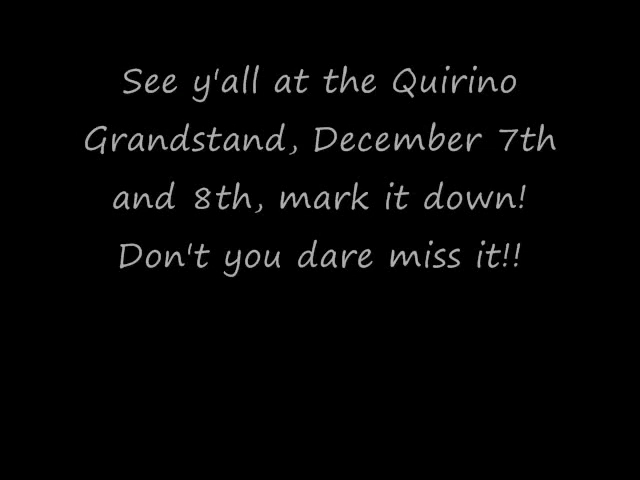 See y'all at the Quirino
Grandstand, December 7th
and 8th, mark it down!
Don't you dare miss it!!